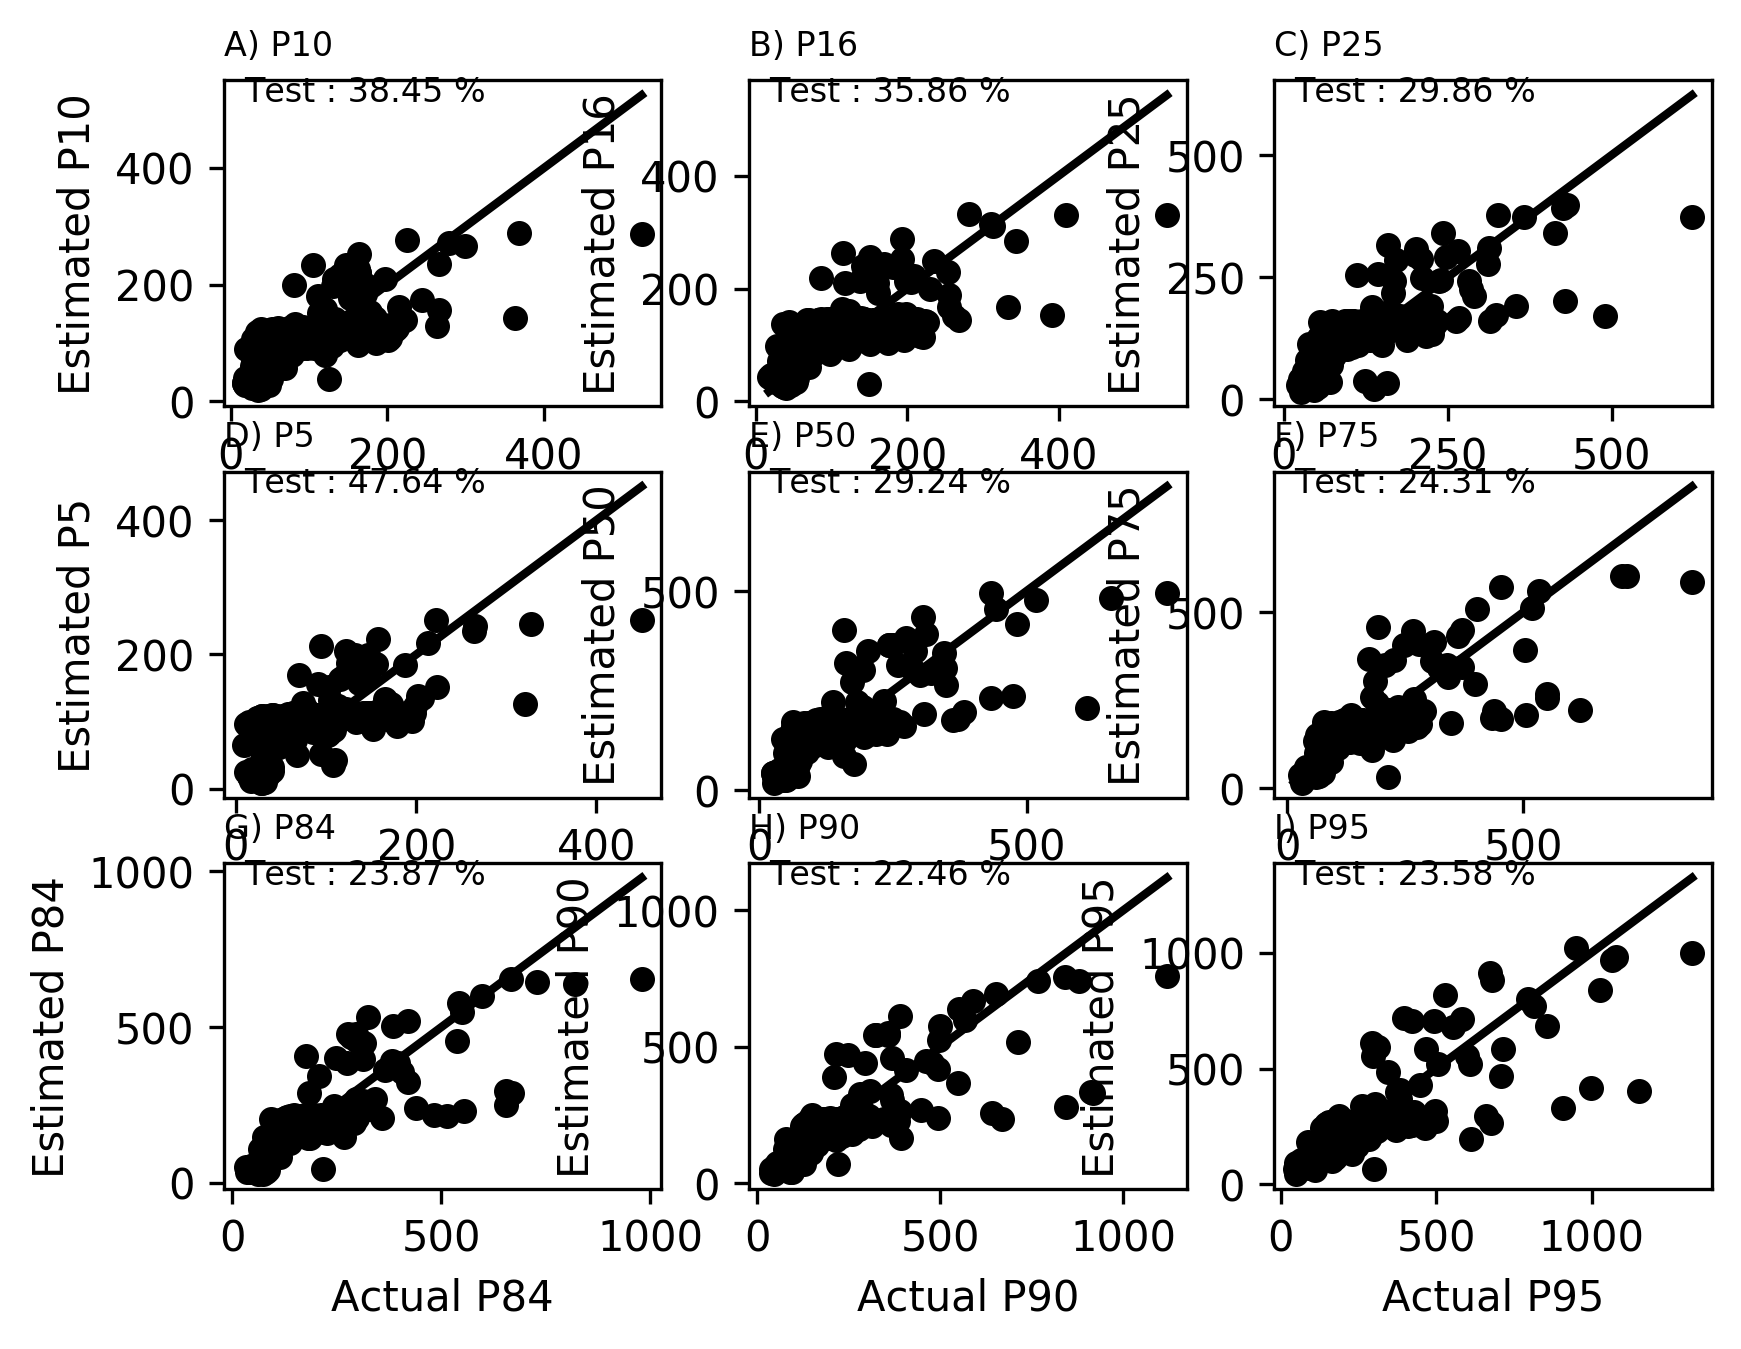 A) P10
Test : 38.45 %
Estimated P10
400
200
0
0
200
400
B) P16
Test : 35.86 %
Estimated P16
400
200
0
0
200
400
C) P25
Test : 29.86 %
Estimated P25
500
250
0
0
250
500
D) P5
Test : 47.64 %
Estimated P5
400
200
0
0
200
400
E) P50
Test : 29.24 %
Estimated P50
500
0
0
500
F) P75
Test : 24.31 %
Estimated P75
500
0
0
500
G) P84
Test : 23.87 %
Estimated P84
1000
500
0
0
500
1000
Actual P84
H) P90
Test : 22.46 %
Estimated P90
1000
500
0
0
500
1000
Actual P90
I) P95
Test : 23.58 %
Estimated P95
1000
500
0
0
500
1000
Actual P95